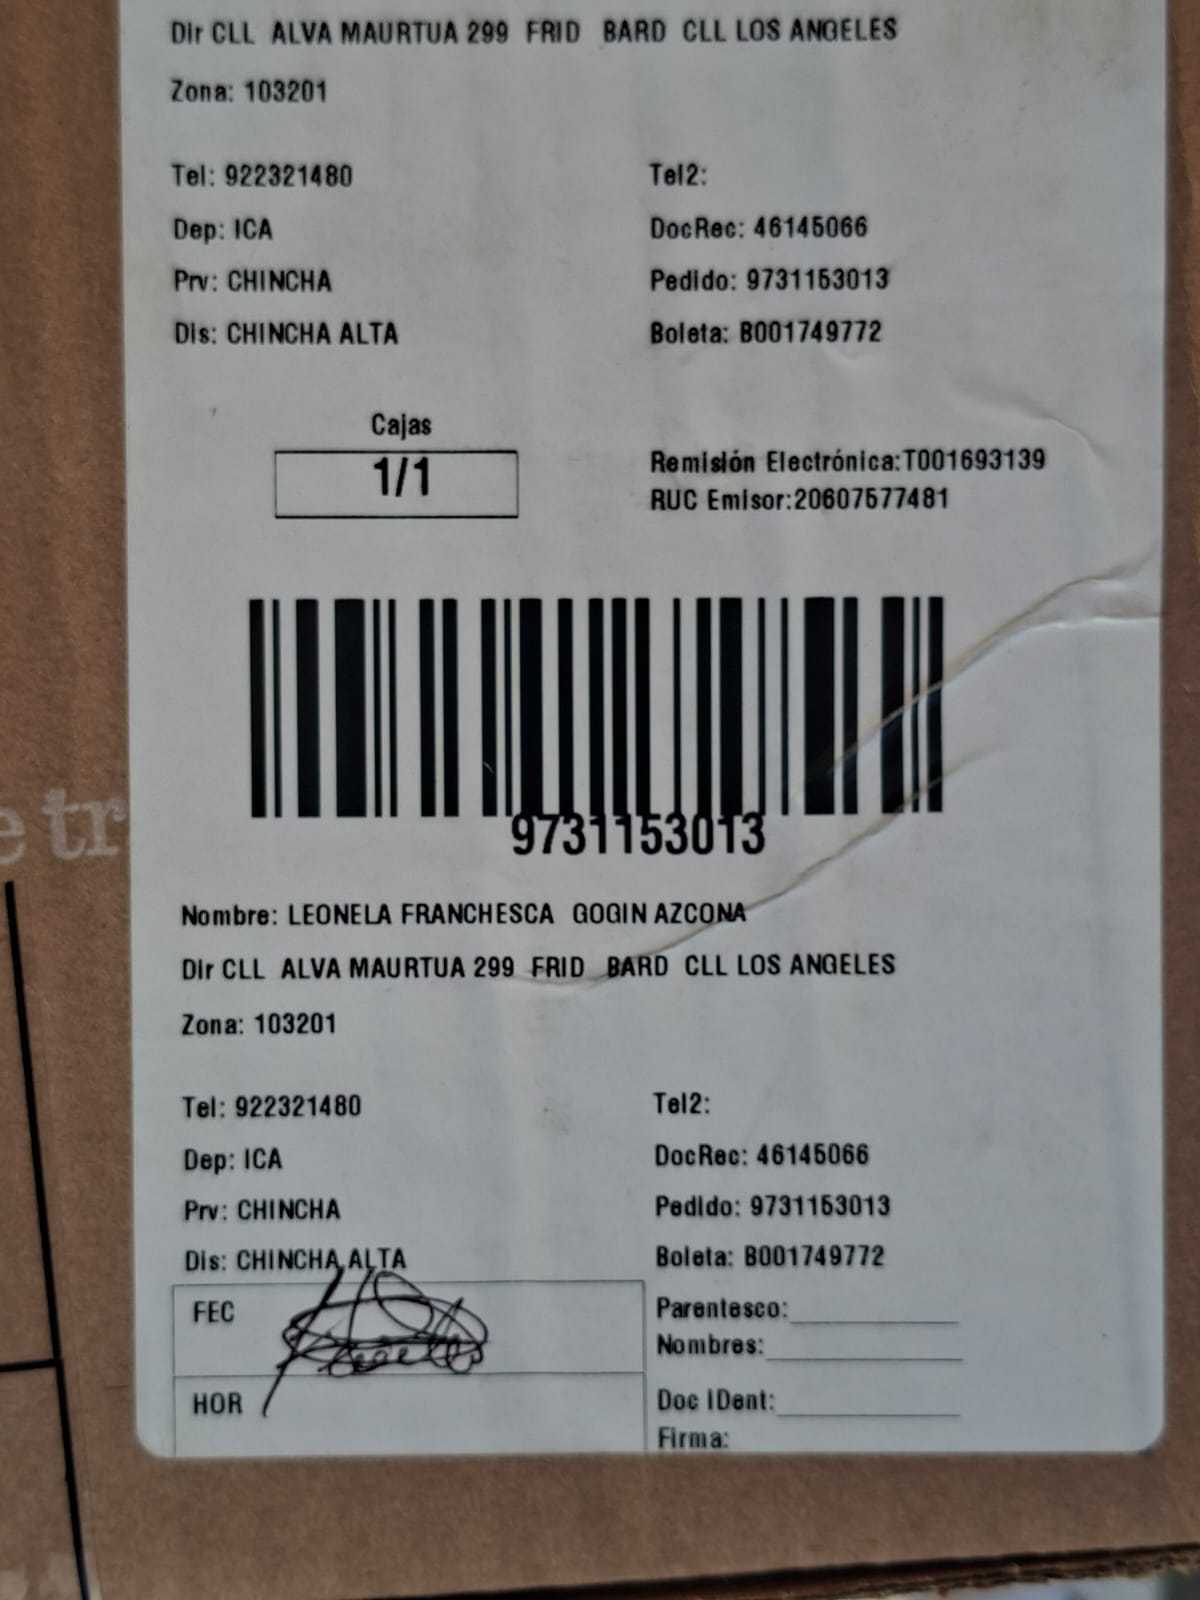 Dir CLL ALVA MAURTUA 299 FRID BARD CLL LOS ANGELES
Zona: 103201
Tel: 922321480 Tel2:
Dep: ICA DocRec: 46145066
Prv: CHINCHA Pedido: 9731153013
Dis: CHINCHA ALTA Boleta: B001749772
Cajas
1/1
Remisión Electrónica:T001693139
RUC Emisor:20607577481
9731153013
e tr
Nombre: LEONELA FRANCHESCA GOGIN AZCONA
Dir CLL ALVA MAURTUA 299 FRID BARD CLL LOS ANGELES
Zona: 103201
Tel: 922321480 Tel2:
Dep: ICA DocRec: 46145066
Prv: CHINCHA Pedido: 9731153013
Dis: CHINCHA ALTA Boleta: B001749772
FEC Parentesco:
Nombres:
HOR Doc IDent:
Firma: